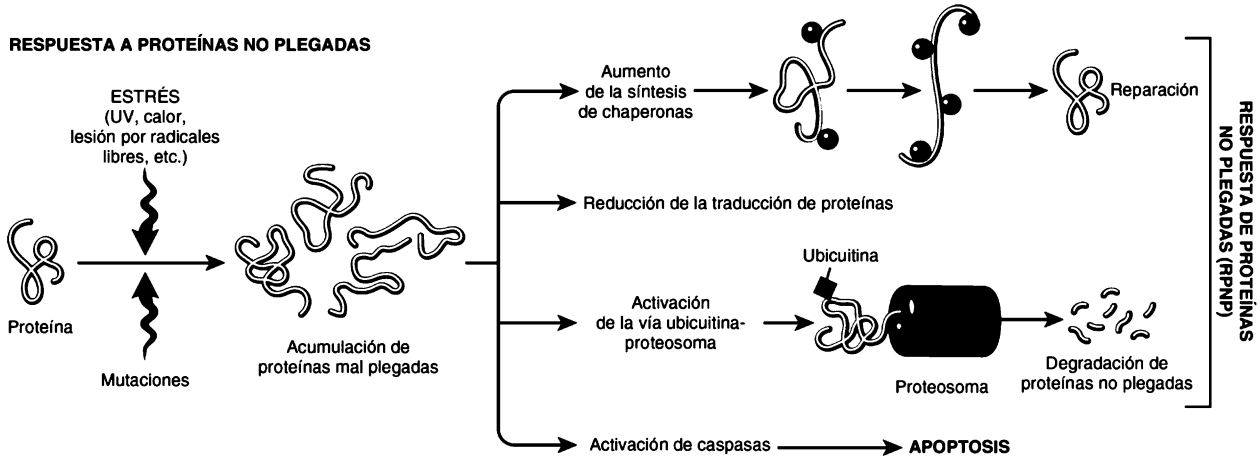 RESPUESTA A PROTEÍNAS NO PLEGADAS
ESTRÉS
(UV, calor,
lesión por radicales
libres, etc.)
Proteína
Mutaciones
Acumulación de
proteínas mal plegadas
Aumento
de la síntesis
de chaperonas
Reparación
Reducción de la traducción de proteínas
Activación
de la vía ubicuitina-
proteosoma
Ubicuitina
Proteosoma
Degradación de
proteínas no plegadas
Activación de caspasas
APOPTOSIS
RESPUESTA DE PROTEÍNAS
NO PLEGADAS (RPNP)